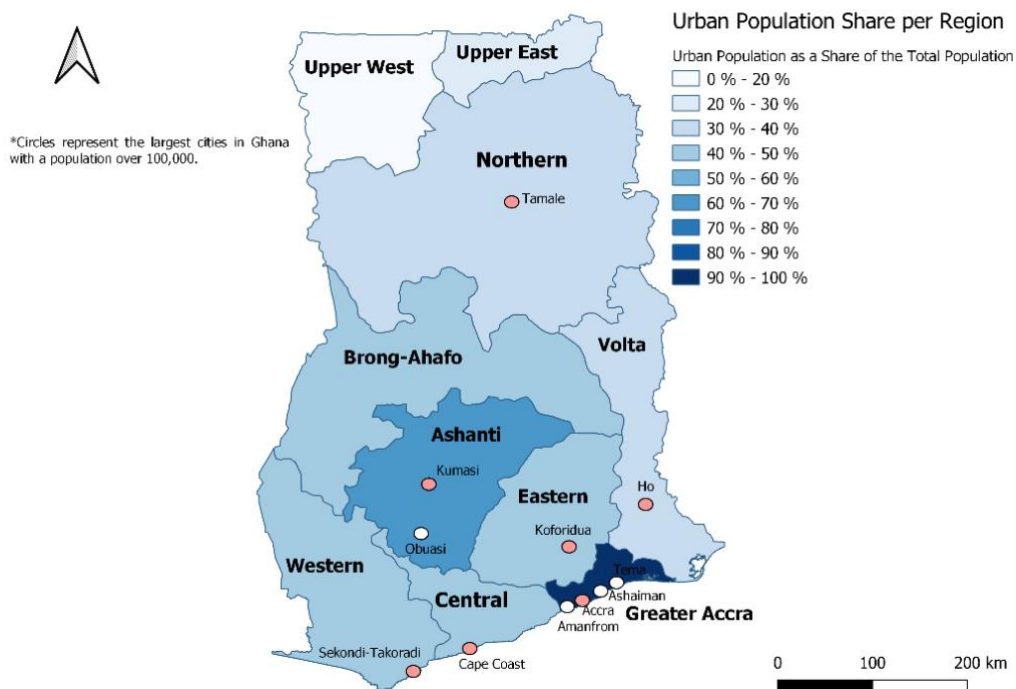 Urban Population Share per Region
Urban Population as a Share of the Total Population
0 % - 20 %
20 % - 30 %
30 % - 40 %
40 % - 50 %
50 % - 60 %
60 % - 70 %
70 % - 80 %
80 % - 90 %
90 % - 100 %
*Circles represent the largest cities in Ghana
with a population over 100,000.
Upper West
Upper East
Northern
Tamale
Volta
Brong-Ahafo
Ashanti
Kumasi
Ho
Eastern
Koforidua
Obuasi
Western
Tema
Ashaiman
Central
Accra
Greater Accra
Amanfrom
Sekondi-Takoradi
Cape Coast
0 100 200 km